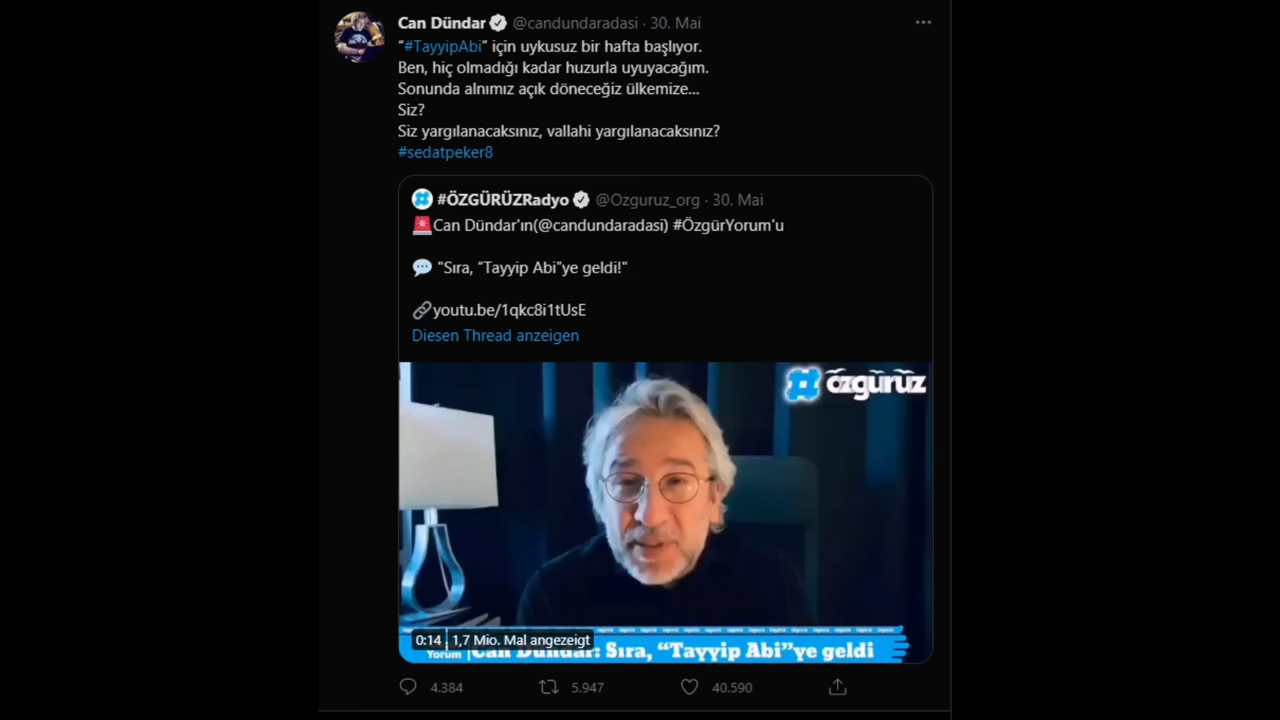 Can Dündar @candundaradasi · 30. Mai
“#TayyipAbi” için uykusuz bir hafta başlıyor.
Ben, hiç olmadığı kadar huzurla uyuyacağım.
Sonunda alnımız açık döneceğiz ülkemize...
Siz?
Siz yargılanacaksınız, vallahi yargılanacaksınız?
#sedatpeker8
#ÖZGÜRÜZRadyo @Ozguruz_org · 30. Mai
🚨Can Dündar'ın(@candundaradasi) #ÖzgürYorum'u
💬 "Sıra, “Tayyip Abi”ye geldi!"
🔗youtu.be/1qkc8i1tUsE
Diesen Thread anzeigen
# özgürüz
0:14 1,7 Mio. Mal angezeigt
Yorum Can Dündar: Sıra, “Tayyip Abi”ye geldi
4.384 5.947 40.590